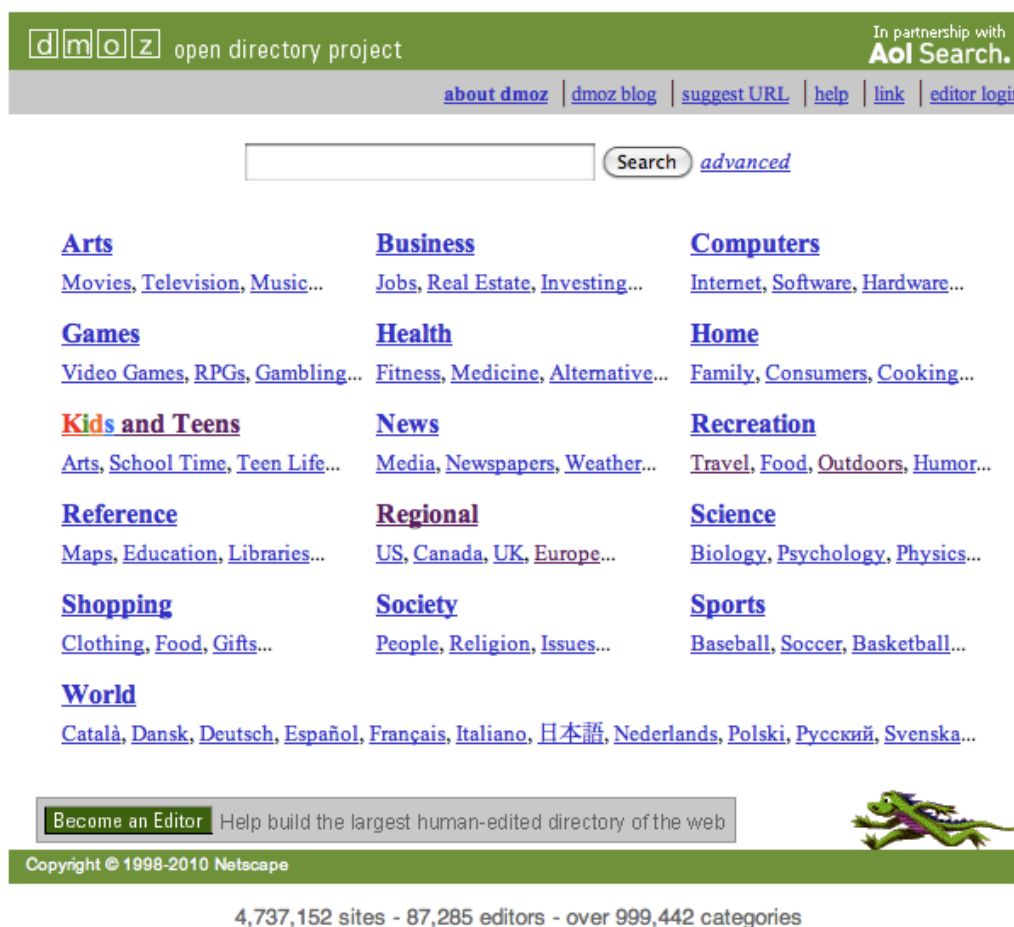 dmoz open directory project
In partnership with
Aol Search.
about dmoz | dmoz blog | suggest URL | help | link | editor login
Search advanced
Arts Business Computers
Movies, Television, Music... Jobs, Real Estate, Investing... Internet, Software, Hardware...
Games Health Home
Video Games, RPGs, Gambling... Fitness, Medicine, Alternative... Family, Consumers, Cooking...
Kids and Teens News Recreation
Arts, School Time, Teen Life... Media, Newspapers, Weather... Travel, Food, Outdoors, Humor...
Reference Regional Science
Maps, Education, Libraries... US, Canada, UK, Europe... Biology, Psychology, Physics...
Shopping Society Sports
Clothing, Food, Gifts... People, Religion, Issues... Baseball, Soccer, Basketball...
World
Català, Dansk, Deutsch, Español, Français, Italiano, 日本語, Nederlands, Polski, Русский, Svenska...
Become an Editor Help build the largest human-edited directory of the web
Copyright © 1998-2010 Netscape
4,737,152 sites - 87,285 editors - over 999,442 categories